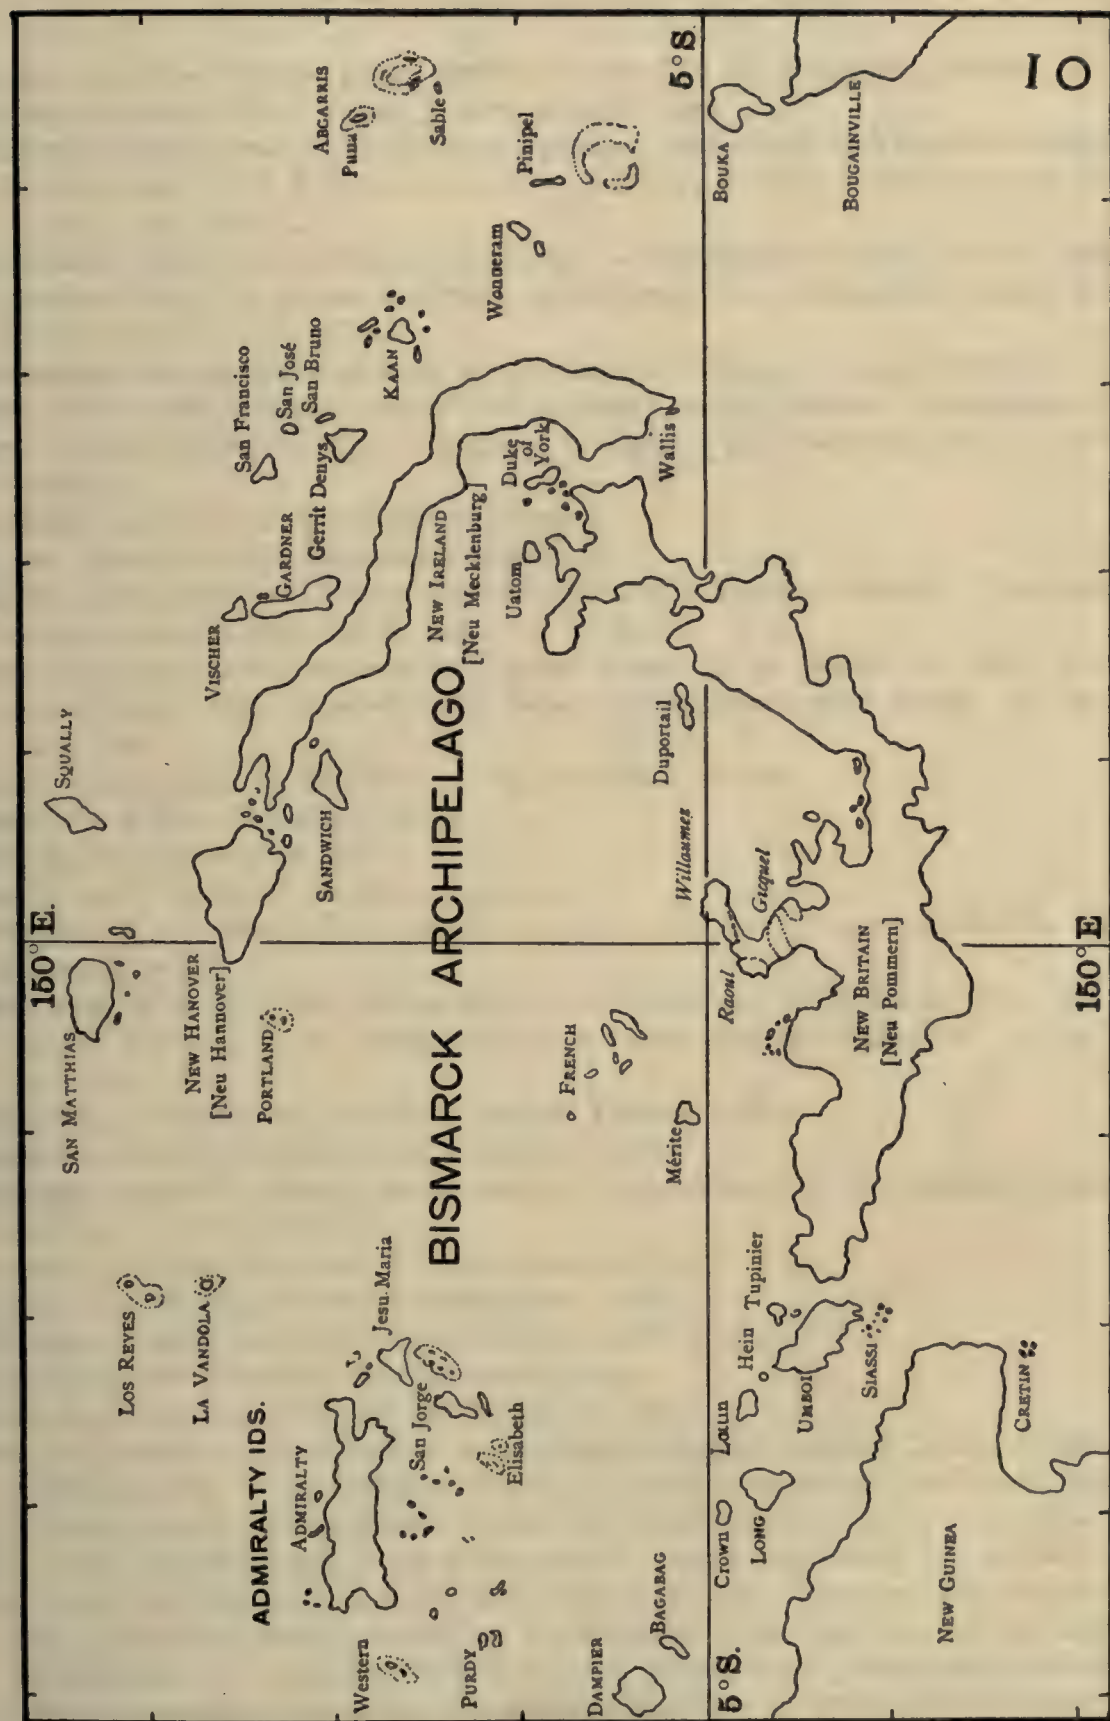 150° E.
SAN MATTHIAS
SQUALLY
LOS REYES
LA VANDOLA
NEW HANOVER
[Neu Hannover]
PORTLAND
VISCHER
GARDNER
San Francisco
San José
San Bruno
Gerrit Denys
ABGARRIS
Sable
ADMIRALTY IDS.
ADMIRALTY
Jesu Maria
San Jorge
Elisabeth
Western
PURDY
SANDWICH
KAAN
BISMARCK ARCHIPELAGO
NEW IRELAND
[Neu Mecklenburg]
Duke
of
York
Wonneram
Pinipel
Uatom
Wallis
FRENCH
Mérite
Duportail
Willaumez
DAMPIER
BAGABAG
5°S.
5°S
Crown
LONG
Hein
Tupinier
UMBOI
SIASSI
CRETIN
Raoul
Gicquel
NEW BRITAIN
[Neu Pommern]
BOUKA
BOUGAINVILLE
NEW GUINEA
150°E
10